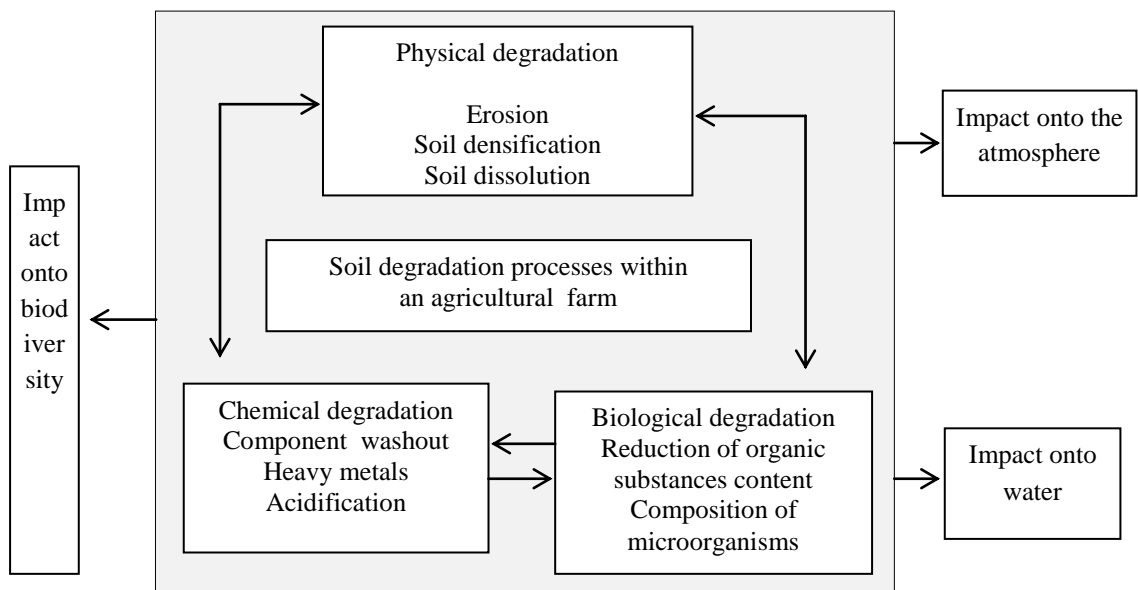 Physical degradation
Erosion
Soil densification
Soil dissolution
Impact onto the
atmosphere
Imp
act
onto
biod
iver
sity
Soil degradation processes within
an agricultural farm
Chemical degradation
Component washout
Heavy metals
Acidification
Biological degradation
Reduction of organic
substances content
Composition of
microorganisms
Impact onto
water